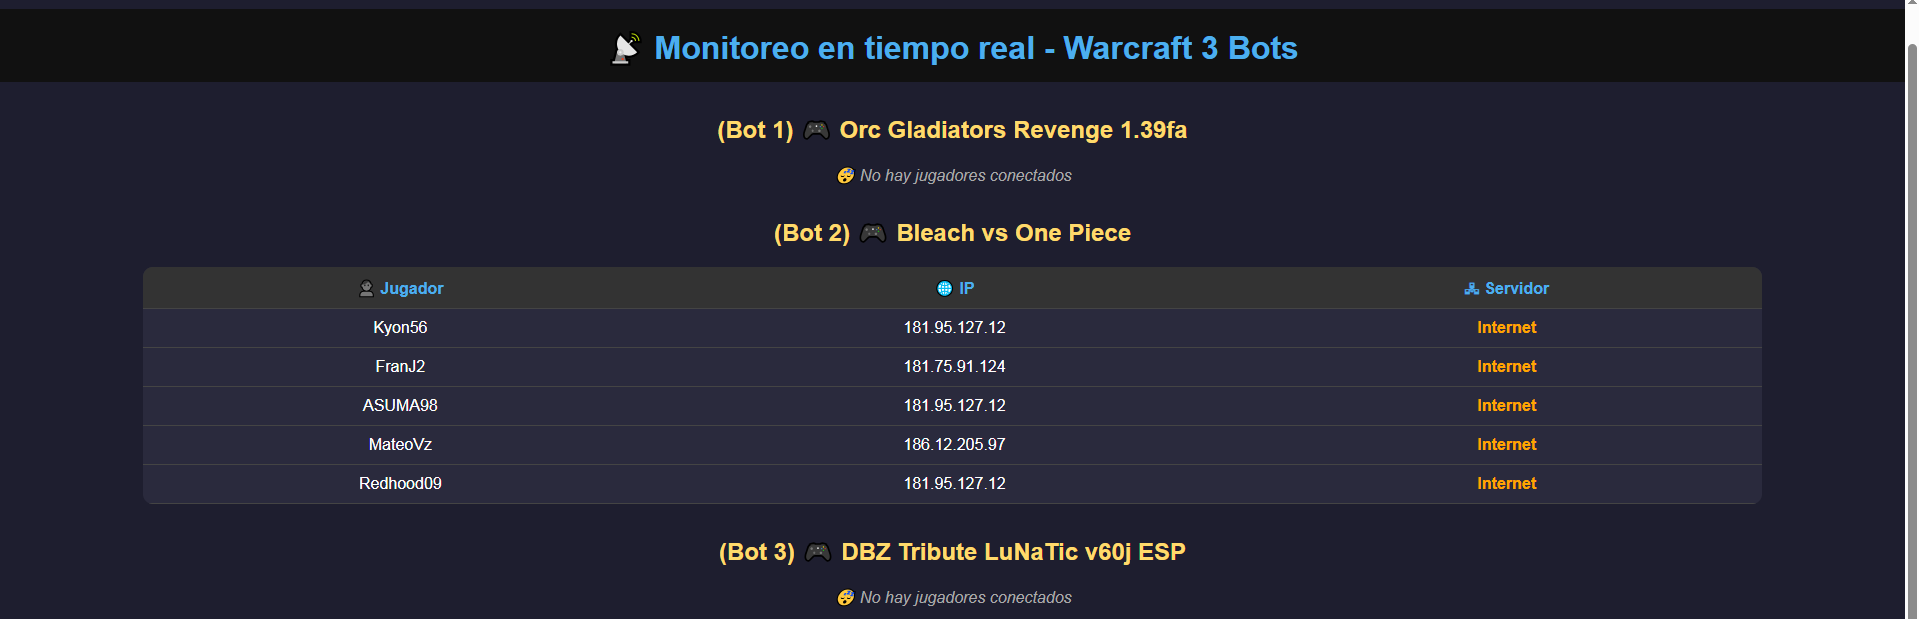 📡 Monitoreo en tiempo real - Warcraft 3 Bots
(Bot 1) 🎮 Orc Gladiators Revenge 1.39fa
😴 No hay jugadores conectados
(Bot 2) 🎮 Bleach vs One Piece
👤 Jugador 🌐 IP 🖧 Servidor
Kyon56 181.95.127.12 Internet
FranJ2 181.75.91.124 Internet
ASUMA98 181.95.127.12 Internet
MateoVz 186.12.205.97 Internet
Redhood09 181.95.127.12 Internet
(Bot 3) 🎮 DBZ Tribute LuNaTic v60j ESP
😴 No hay jugadores conectados